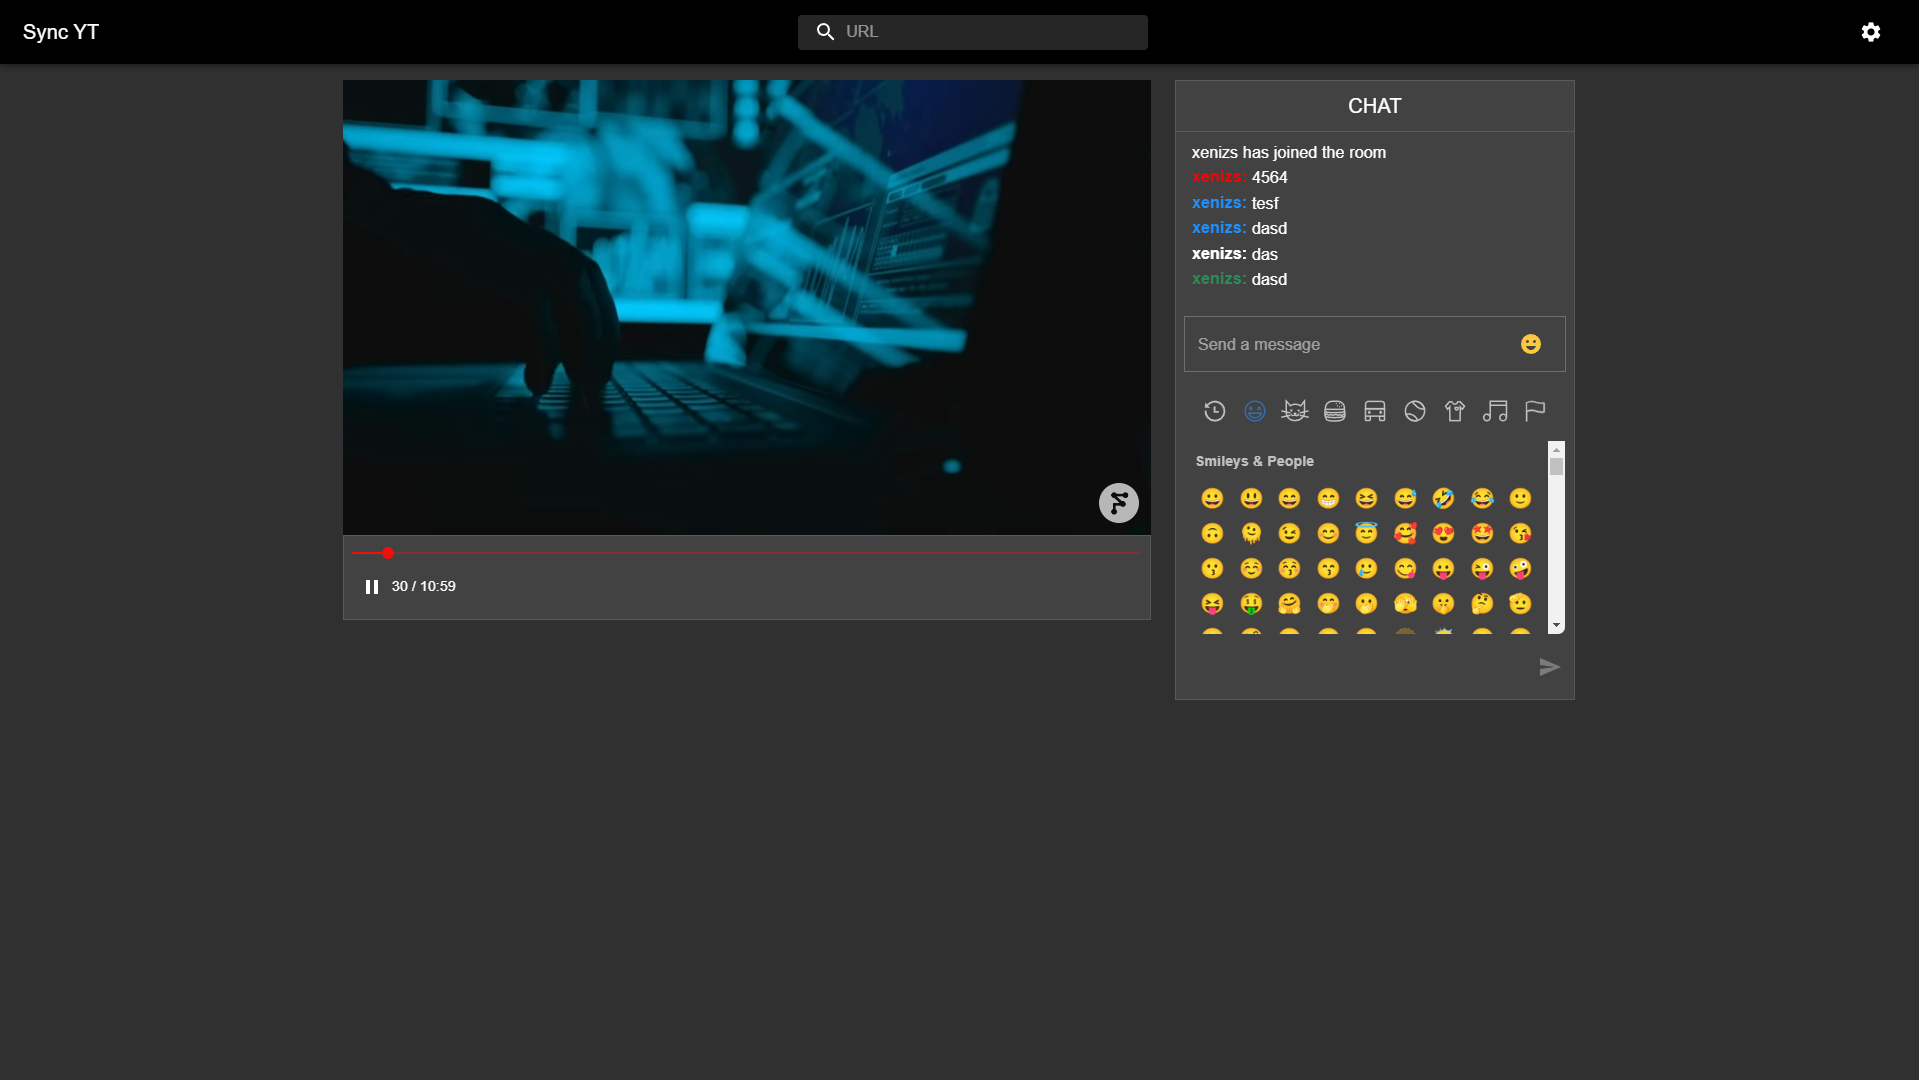 Sync YT
URL
CHAT
xenizs has joined the room
xenizs: 4564
xenizs: tesf
xenizs: dasd
xenizs: das
xenizs: dasd
Send a message
Smileys & People
30 / 10:59